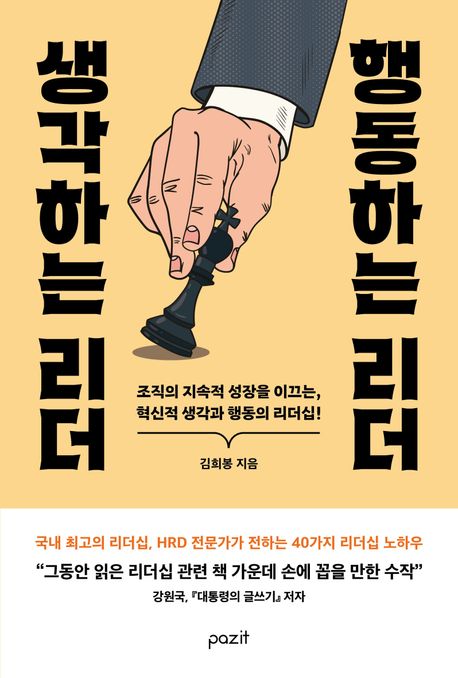 생각하는 리더
행동하는 리더
조직의 지속적 성장을 이끄는,
혁신적 생각과 행동의 리더십!
김희봉 지음
국내 최고의 리더십, HRD 전문가가 전하는 40가지 리더십 노하우
“그동안 읽은 리더십 관련 책 가운데 손에 꼽을 만한 수작”
강원국, 『대통령의 글쓰기』 저자
pazit